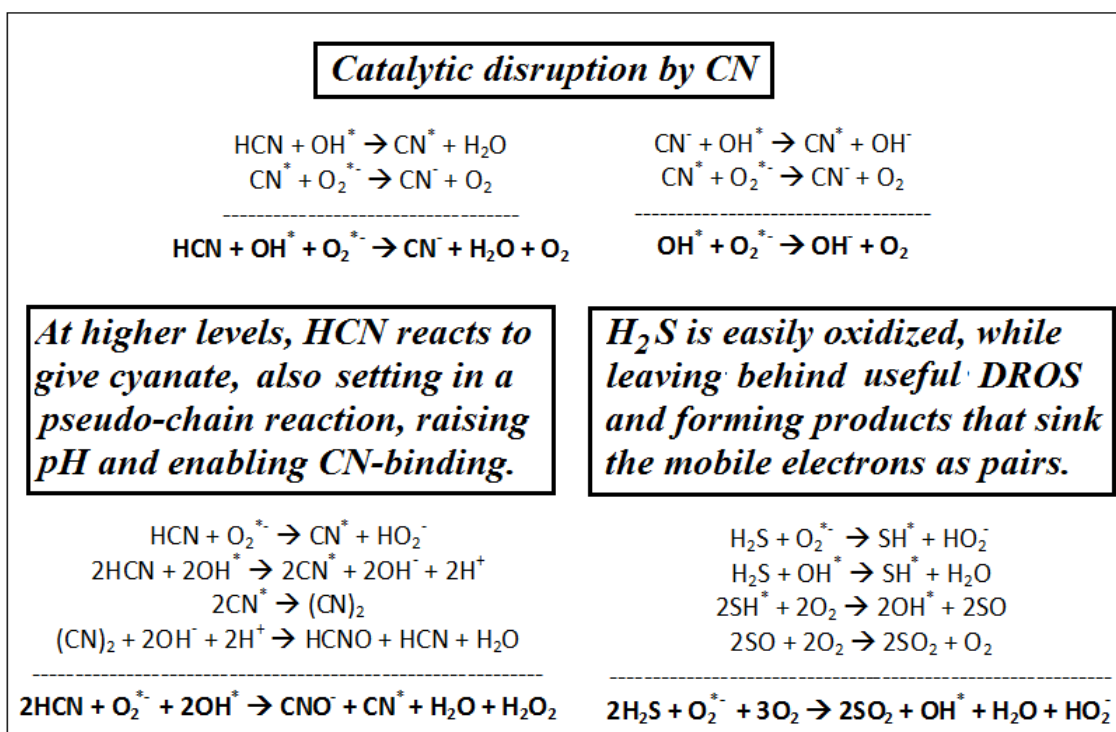 Catalytic disruption by CN
HCN + OH* → CN* + H₂O
CN* + O₂*⁻ → CN⁻ + O₂
----------------------------------
HCN + OH* + O₂*⁻ → CN⁻ + H₂O + O₂
CN⁻ + OH* → CN* + OH⁻
CN* + O₂*⁻ → CN⁻ + O₂
----------------------------------
OH* + O₂*⁻ → OH⁻ + O₂
At higher levels, HCN reacts to
give cyanate, also setting in a
pseudo-chain reaction, raising
pH and enabling CN-binding.
HCN + O₂*⁻ → CN* + HO₂⁻
2HCN + 2OH* → 2CN* + 2OH⁻ + 2H⁺
2CN* → (CN)₂
(CN)₂ + 2OH⁻ + 2H⁺ → HCNO + HCN + H₂O
----------------------------------
2HCN + O₂*⁻ + 2OH* → CNO⁻ + CN* + H₂O + H₂O₂
H₂S is easily oxidized, while
leaving behind useful DROS
and forming products that sink
the mobile electrons as pairs.
H₂S + O₂*⁻ → SH* + HO₂⁻
H₂S + OH* → SH* + H₂O
2SH* + 2O₂ → 2OH* + 2SO
2SO + 2O₂ → 2SO₂ + O₂
----------------------------------
2H₂S + O₂*⁻ + 3O₂ → 2SO₂ + OH* + H₂O + HO₂⁻